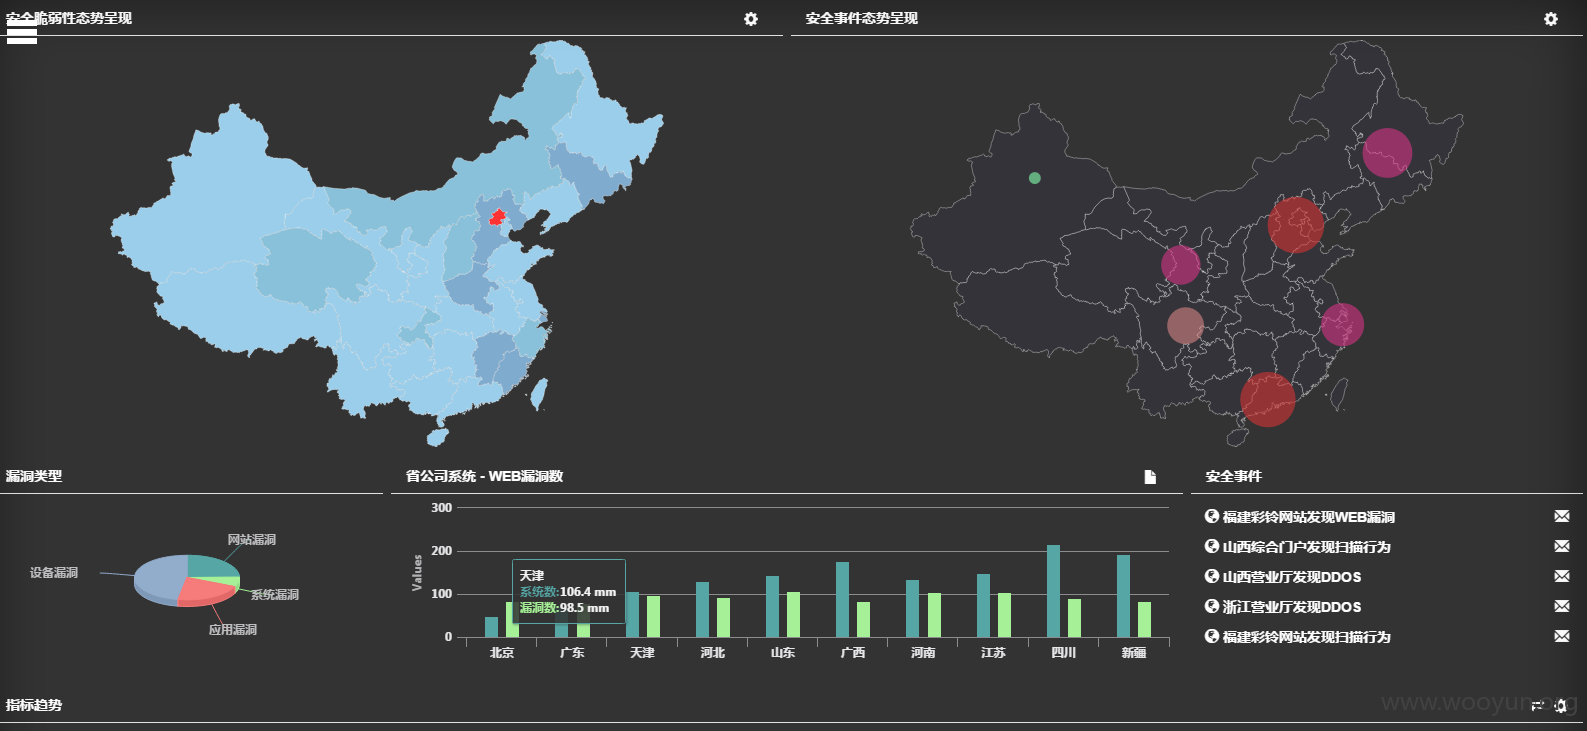 安全脆弱性态势呈现
安全事件态势呈现
漏洞类型
网站漏洞
设备漏洞
系统漏洞
应用漏洞
省公司系统 - WEB漏洞数
Values
300
200
100
0
天津
系统数:106.4 mm
漏洞数:98.5 mm
北京 广东 天津 河北 山东 广西 河南 江苏 四川 新疆
安全事件
福建彩铃网站发现WEB漏洞
山西综合门户发现扫描行为
山西营业厅发现DDOS
浙江营业厅发现DDOS
福建彩铃网站发现扫描行为
指标趋势
www.wooyun.org